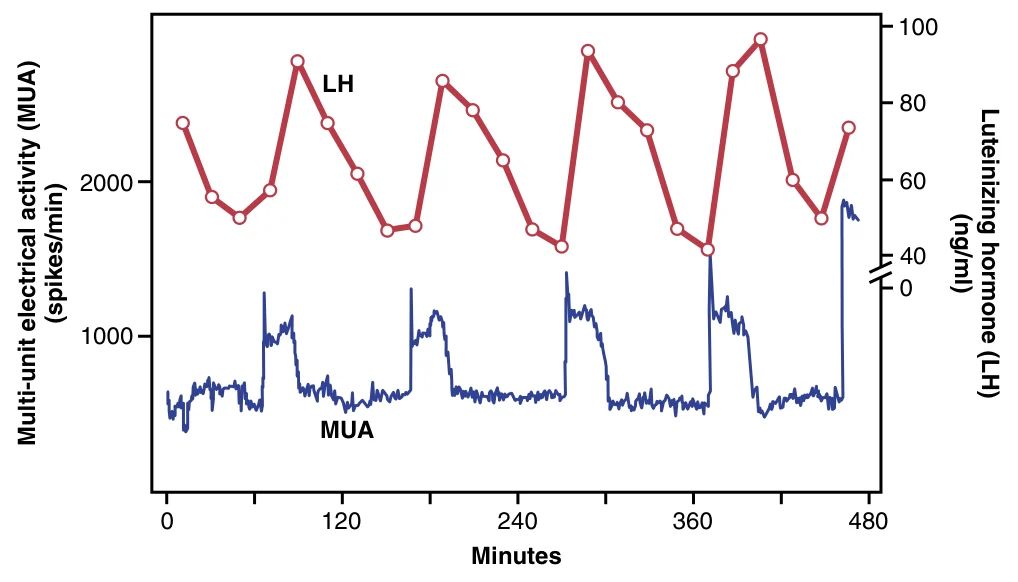 Multi-unit electrical activity (MUA)
(spikes/min)
2000
1000
LH
MUA
100
80
60
40
0
Luteinizing hormone (LH)
(ng/ml)
0 120 240 360 480
Minutes